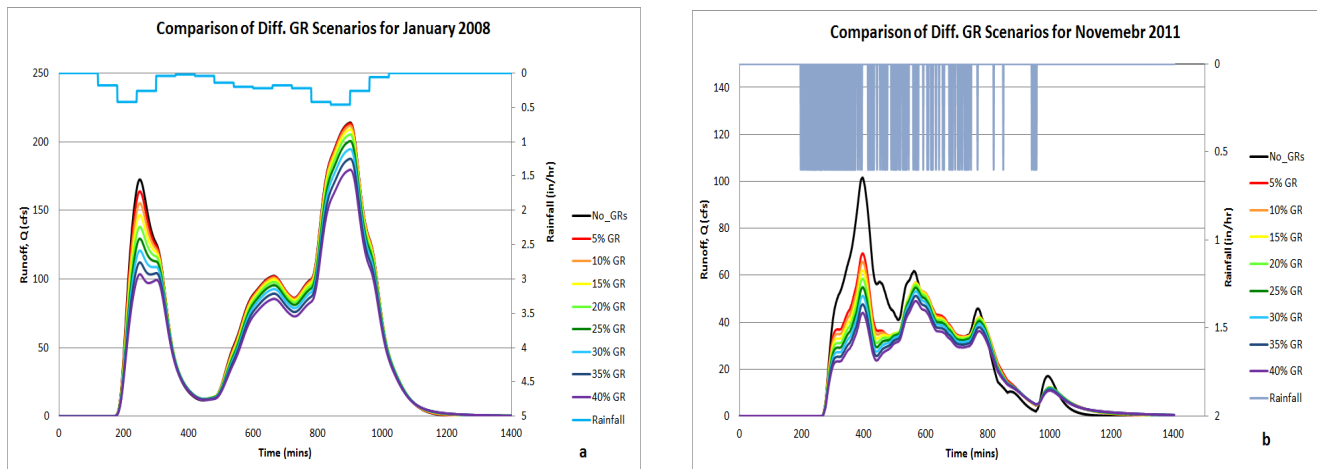 Comparison of Diff. GR Scenarios for January 2008
250
200
150
100
50
0
Runoff, Q (cfs)
0
0.5
1
1.5
2
2.5
3
3.5
4
4.5
5
Rainfall (in/hr)
0 200 400 600 800 1000 1200 1400
Time (mins)
No_GRs
5% GR
10% GR
15% GR
20% GR
25% GR
30% GR
35% GR
40% GR
Rainfall
a
Comparison of Diff. GR Scenarios for Novemebr 2011
140
120
100
80
60
40
20
0
Runoff, Q (cfs)
0
0.5
1
1.5
2
Rainfall (in/hr)
0 200 400 600 800 1000 1200 1400
Time (mins)
No_GRs
5% GR
10% GR
15% GR
20% GR
25% GR
30% GR
35% GR
40% GR
Rainfall
b